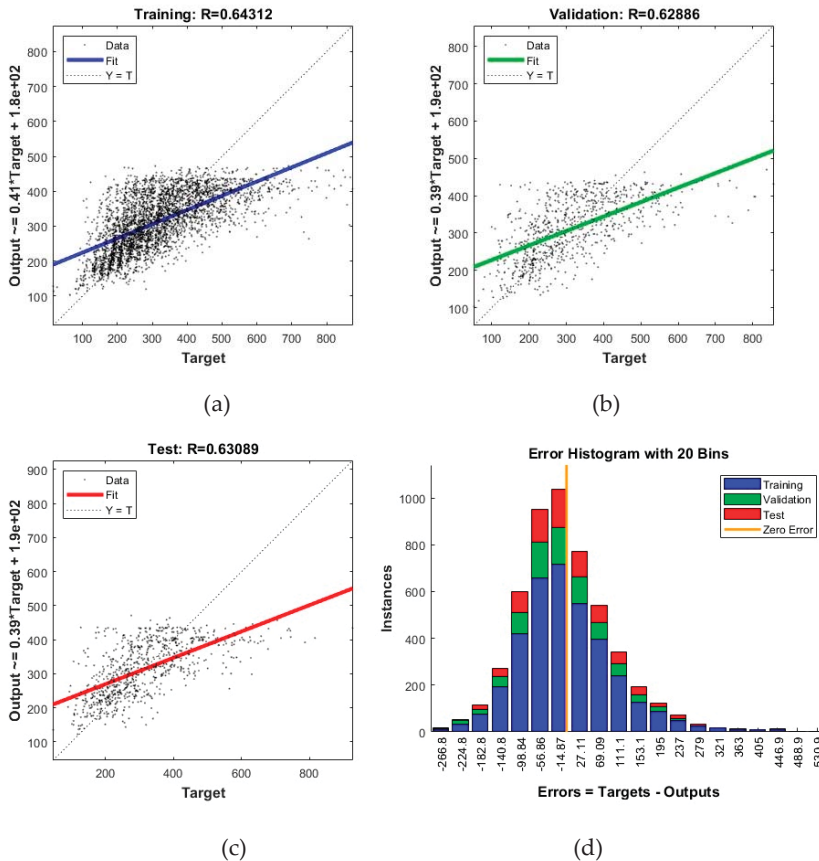 Training: R=0.64312
Output ~= 0.41*Target + 1.8e+02
800
700
600
500
400
300
200
100
Data
Fit
Y = T
100 200 300 400 500 600 700 800
Target
(a)
Validation: R=0.62886
Output ~= 0.39*Target + 1.9e+02
800
700
600
500
400
300
200
100
Data
Fit
Y = T
100 200 300 400 500 600 700 800
Target
(b)
Test: R=0.63089
Output ~= 0.39*Target + 1.9e+02
900
800
700
600
500
400
300
200
100
Data
Fit
Y = T
200 400 600 800
Target
(c)
Error Histogram with 20 Bins
Instances
1000
800
600
400
200
0
Training
Validation
Test
Zero Error
-266.8
-224.8
-182.8
-140.8
-98.84
-56.86
-14.87
27.11
69.09
111.1
153.1
195
237
279
321
363
405
446.9
488.9
Errors = Targets - Outputs
(d)